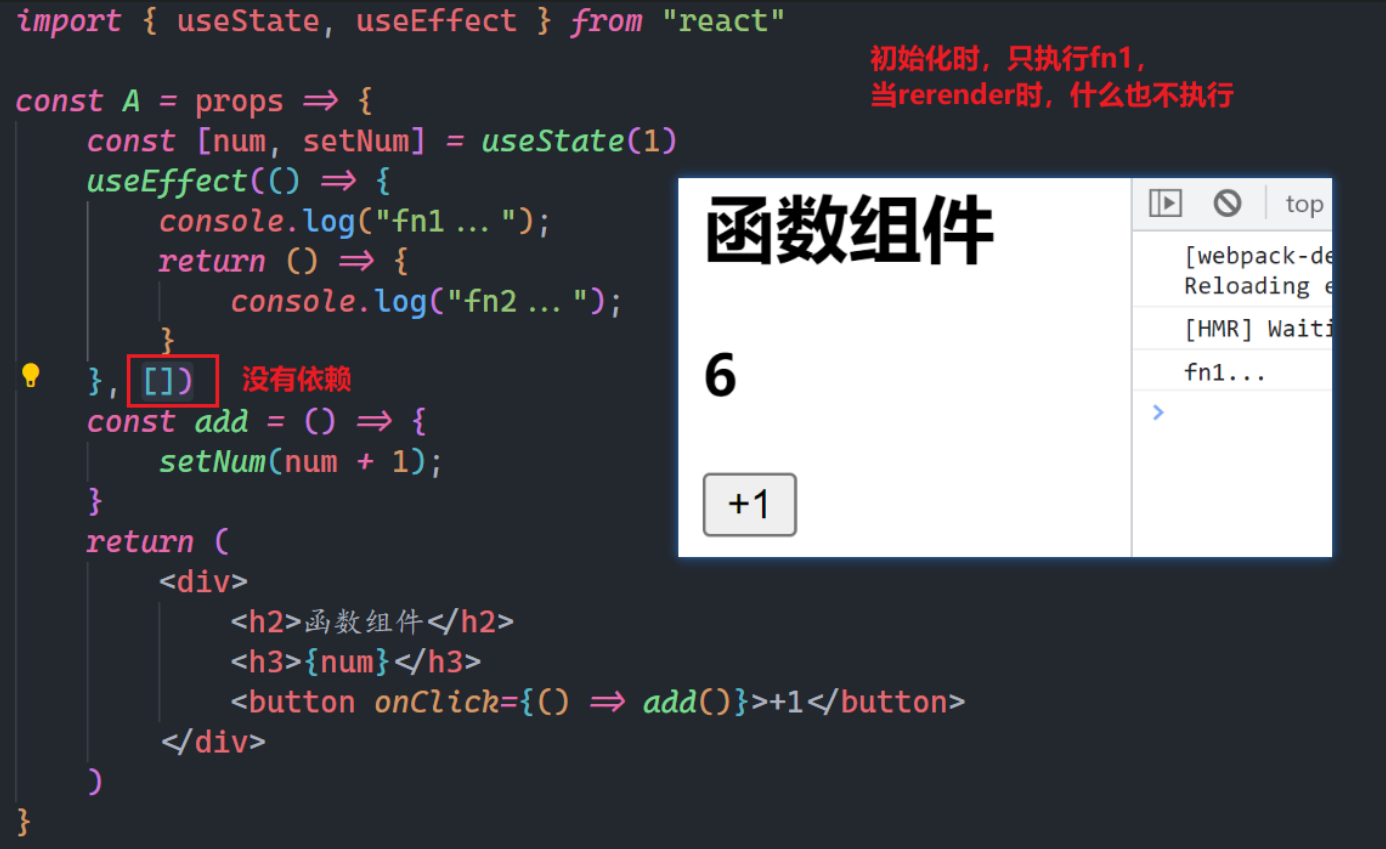 import { useState, useEffect } from "react"
初始化时，只执行fn1，
当rerender时，什么也不执行
const A = props => {
const [num, setNum] = useState(1)
useEffect(() => {
console.log("fn1...");
return () => {
console.log("fn2...");
}
}, [])
没有依赖
const add = () => {
setNum(num + 1);
}
return (
<div>
<h2>函数组件</h2>
<h3>{num}</h3>
<button onClick={() => add()}>+1</button>
</div>
)
}
函数组件
6
+1
top
[webpack-de
Reloading e
[HMR] Waiti
fn1...